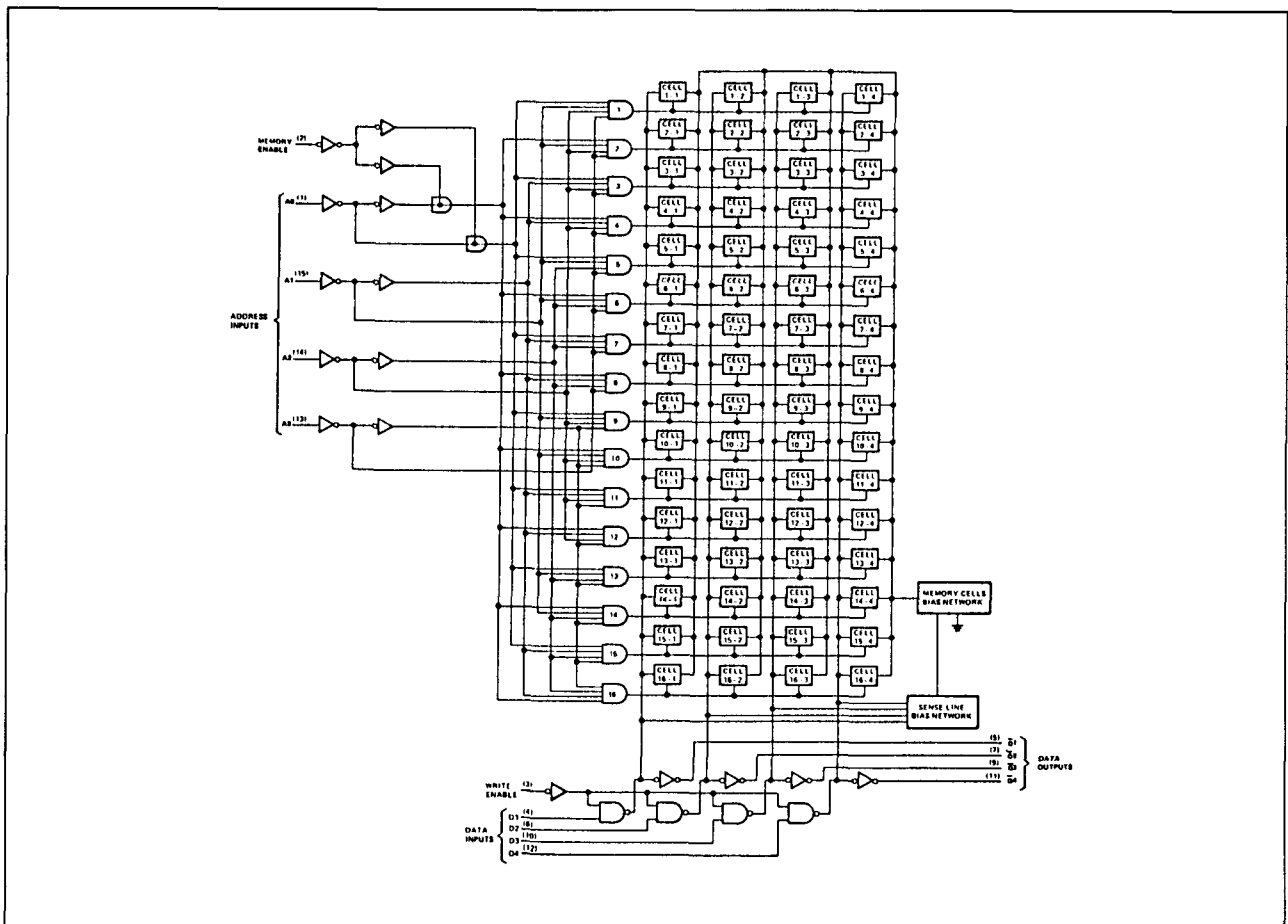 CELL 1-1 CELL 1-2 CELL 1-3 CELL 1-4
1
CELL 2-1 CELL 2-2 CELL 2-3 CELL 2-4
MEMORY ENABLE (2)
2
CELL 3-1 CELL 3-2 CELL 3-3 CELL 3-4
3
A0 (1)
CELL 4-1 CELL 4-2 CELL 4-3 CELL 4-4
4
CELL 5-1 CELL 5-2 CELL 5-3 CELL 5-4
5
A1 (15)
CELL 6-1 CELL 6-2 CELL 6-3 CELL 6-4
6
ADDRESS INPUTS
CELL 7-1 CELL 7-2 CELL 7-3 CELL 7-4
7
A2 (14)
CELL 8-1 CELL 8-2 CELL 8-3 CELL 8-4
8
CELL 9-1 CELL 9-2 CELL 9-3 CELL 9-4
A3 (13)
9
CELL 10-1 CELL 10-2 CELL 10-3 CELL 10-4
10
CELL 11-1 CELL 11-2 CELL 11-3 CELL 11-4
11
CELL 12-1 CELL 12-2 CELL 12-3 CELL 12-4
12
CELL 13-1 CELL 13-2 CELL 13-3 CELL 13-4
13
CELL 14-1 CELL 14-2 CELL 14-3 CELL 14-4
MEMORY CELLS
BIAS NETWORK
14
CELL 15-1 CELL 15-2 CELL 15-3 CELL 15-4
15
CELL 16-1 CELL 16-2 CELL 16-3 CELL 16-4
16
SENSE LINE
BIAS NETWORK
(5)
(7)
(9)
(11)
DATA OUTPUTS
WRITE ENABLE (3)
DATA INPUTS
D1 (4)
D2 (6)
D3 (10)
D4 (12)